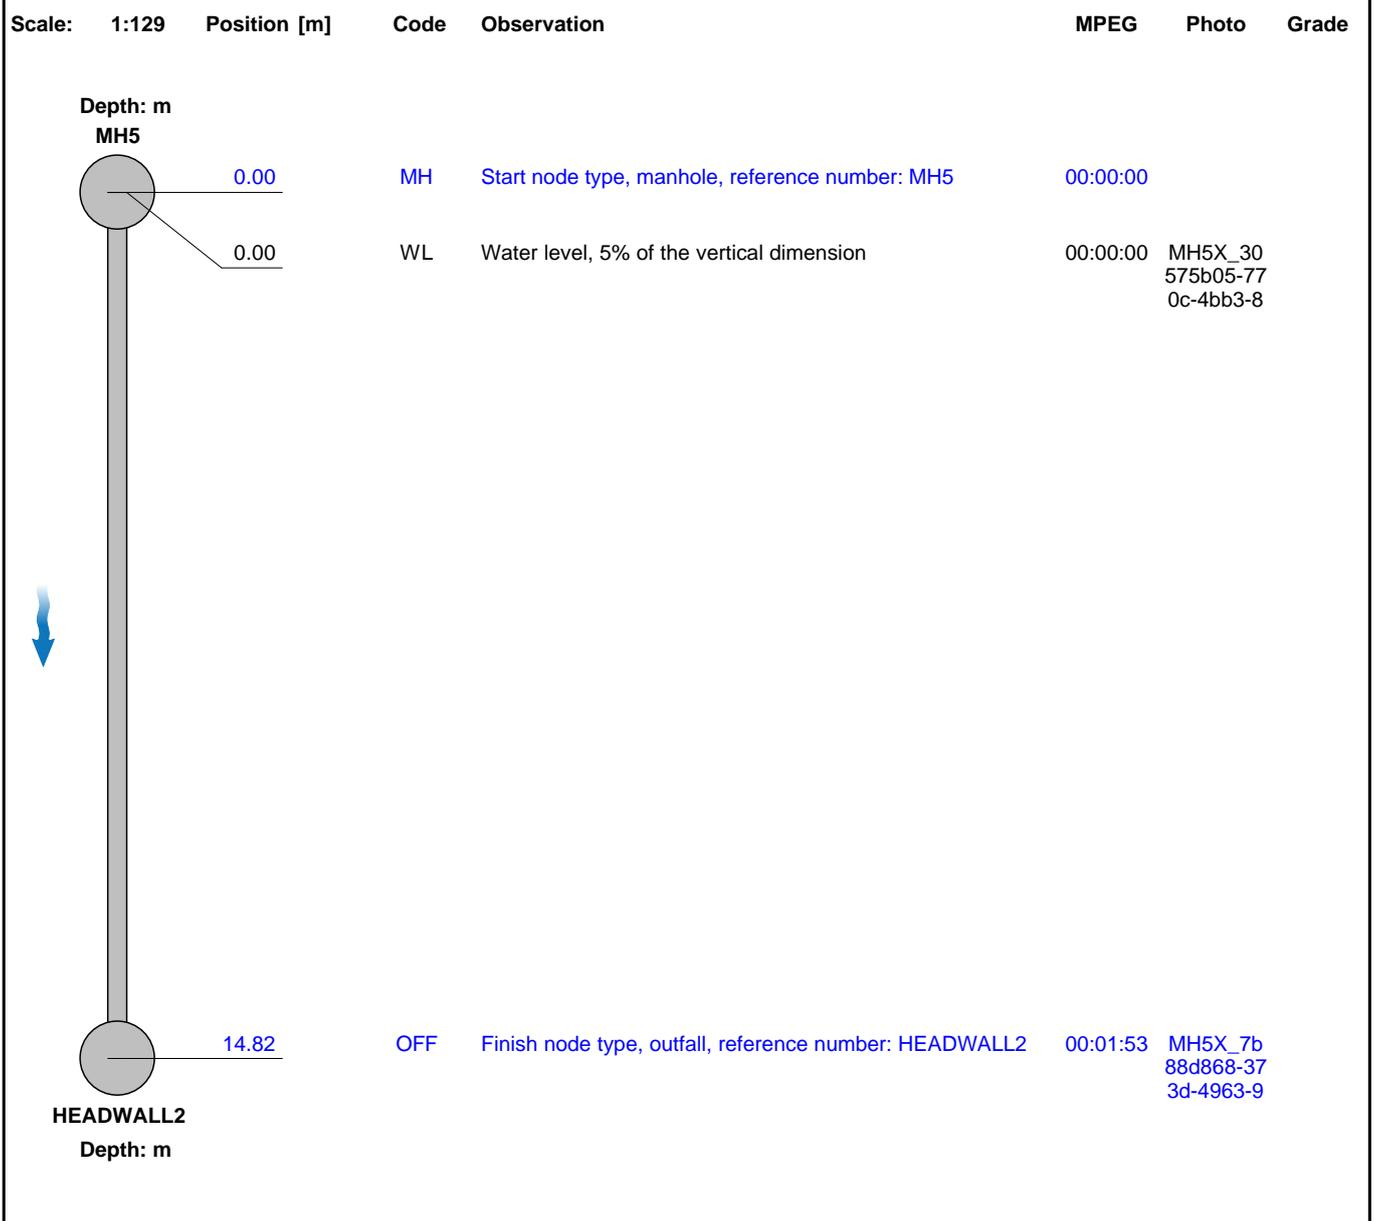 Scale: 1:129 Position [m] Code Observation MPEG Photo Grade
Depth: m
MH5
0.00 MH Start node type, manhole, reference number: MH5 00:00:00
0.00 WL Water level, 5% of the vertical dimension 00:00:00 MH5X_30
575b05-77
0c-4bb3-8
14.82 OFF Finish node type, outfall, reference number: HEADWALL2 00:01:53 MH5X_7b
88d868-37
3d-4963-9
HEADWALL2
Depth: m